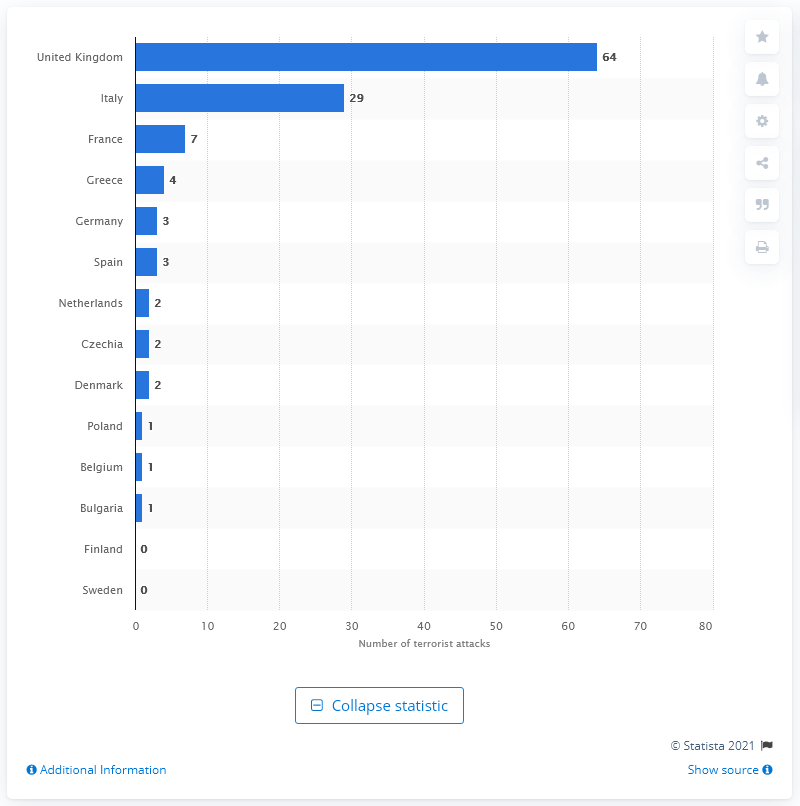 United Kingdom 64
Italy 29
France 7
Greece 4
Germany 3
Spain 3
Netherlands 2
Czechia 2
Denmark 2
Poland 1
Belgium 1
Bulgaria 1
Finland 0
Sweden 0
0 10 20 30 40 50 60 70 80
Number of terrorist attacks
Collapse statistic
© Statista 2021
Additional Information Show source